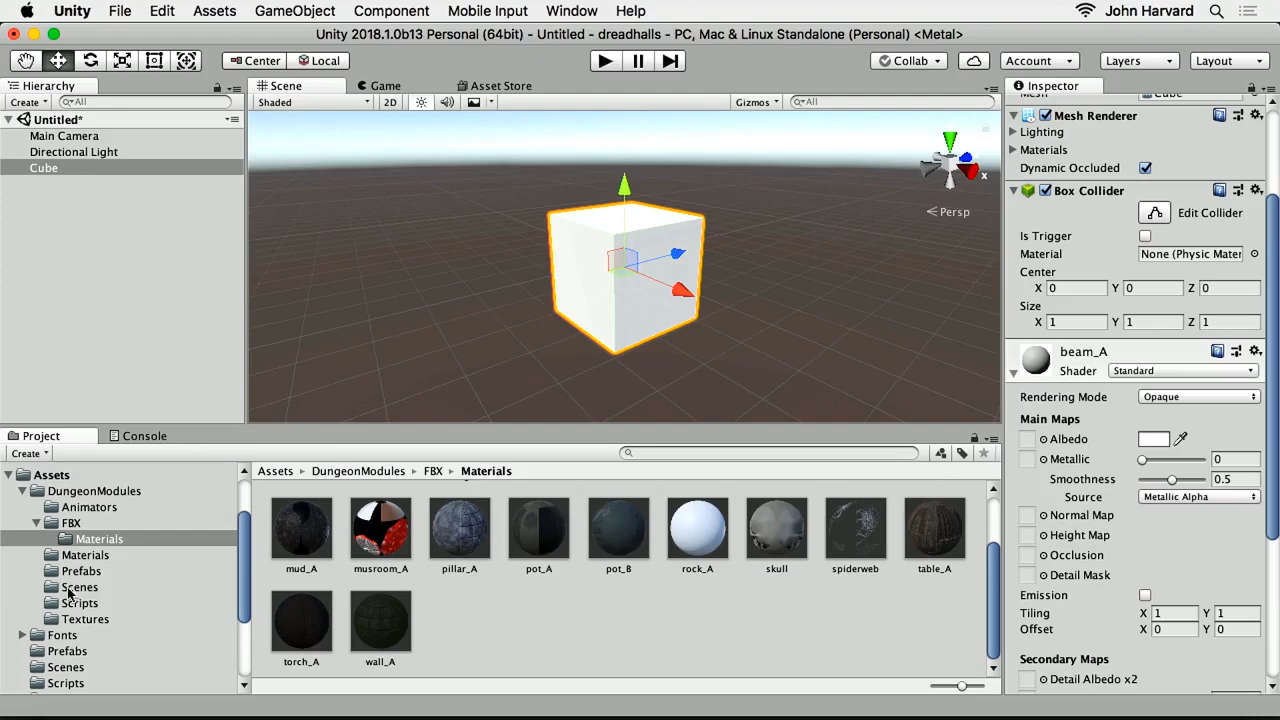 Unity File Edit Assets GameObject Component Mobile Input Window Help John Harvard
Unity 2018.1.0b13 Personal (64bit) - Untitled - dreadhalls - PC, Mac & Linux Standalone (Personal) <Metal>
Center Local Collab Account Layers Layout
Hierarchy Scene Game Asset Store Inspector
Create All Shaded 2D Gizmos All
Untitled*
Main Camera
Directional Light
Cube
x
Persp
Mesh Renderer
Lighting
Materials
Dynamic Occluded
Box Collider
Edit Collider
Is Trigger
Material None (Physic Mater
Center
X 0 Y 0 Z 0
Size
X 1 Y 1 Z 1
beam_A
Shader Standard
Rendering Mode Opaque
Main Maps
Albedo
Metallic 0
Smoothness 0.5
Source Metallic Alpha
Normal Map
Height Map
Occlusion
Detail Mask
Emission
Tiling X 1 Y 1
Offset X 0 Y 0
Secondary Maps
Detail Albedo x2
Project Console
Create
Assets
DungeonModules
Animators
FBX
Materials
Materials
Prefabs
Scenes
Scripts
Textures
Fonts
Prefabs
Scenes
Scripts
Assets DungeonModules FBX Materials
mud_A musroom_A pillar_A pot_A pot_B rock_A skull spiderweb table_A
torch_A wall_A